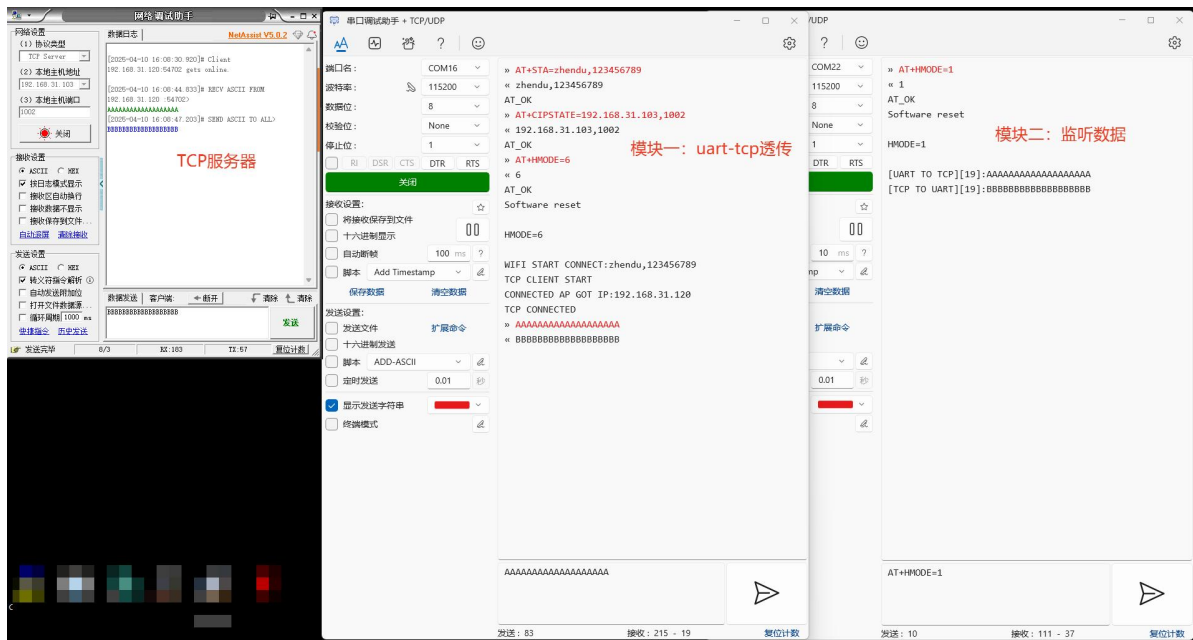 网络调试助手
网络设置
(1) 协议类型
TCP Server
(2) 本地主机地址
192.168.31.103
(3) 本地主机端口
1002
关闭
接收设置
ASCII
HEX
按日志模式显示
接收区自动换行
接收数据不显示
接收保存到文件...
自动滚屏
清除接收
发送设置
ASCII
HEX
转义符指令解析
自动发送附加位
打开文件数据源...
循环周期 1000 ms
快捷指令
历史发送
数据日志
NetAssist V5.0.2
[2025-04-10 16:08:30.920]# Client
192.168.31.120:54702 gets online.
[2025-04-10 16:08:44.833]# RECV ASCII FROM
192.168.31.120 :54702>
AAAAAAAAAAAAAAAAAAA
[2025-04-10 16:08:47.203]# SEND ASCII TO ALL>
BBBBBBBBBBBBBBBBBBB
TCP服务器
数据发送
客户端:
断开
清除
清除
BBBBBBBBBBBBBBBBBBB
发送
发送完毕
8/3
RX:183
TX:57
复位计数
串口调试助手 + TCP/UDP
端口名:
COM16
波特率:
115200
数据位:
8
校验位:
None
停止位:
1
RI
DSR
CTS
DTR
RTS
关闭
接收设置:
将接收保存到文件
十六进制显示
自动断帧
100 ms ?
脚本
Add Timestamp
保存数据
清空数据
发送设置:
发送文件
扩展命令
十六进制发送
脚本
ADD-ASCII
定时发送
0.01
秒
显示发送字符串
终端模式
» AT+STA=zhendu,123456789
« zhendu,123456789
AT_OK
» AT+CIPSTATE=192.168.31.103,1002
« 192.168.31.103,1002
AT_OK
» AT+HMODE=6
« 6
AT_OK
Software reset
HMODE=6
WIFI START CONNECT:zhendu,123456789
TCP CLIENT START
CONNECTED AP GOT IP:192.168.31.120
TCP CONNECTED
» AAAAAAAAAAAAAAAAAAA
« BBBBBBBBBBBBBBBBBBB
模块一：uart-tcp透传
AAAAAAAAAAAAAAAAAAA
发送: 83
接收: 215 - 19
复位计数
/UDP
?
COM22
115200
8
None
1
DTR
RTS
10 ms ?
mp
清空数据
扩展命令
0.01
秒
» AT+HMODE=1
« 1
AT_OK
Software reset
HMODE=1
[UART TO TCP][19]:AAAAAAAAAAAAAAAAAAA
[TCP TO UART][19]:BBBBBBBBBBBBBBBBBBB
模块二：监听数据
AT+HMODE=1
发送: 10
接收: 111 - 37
复位计数